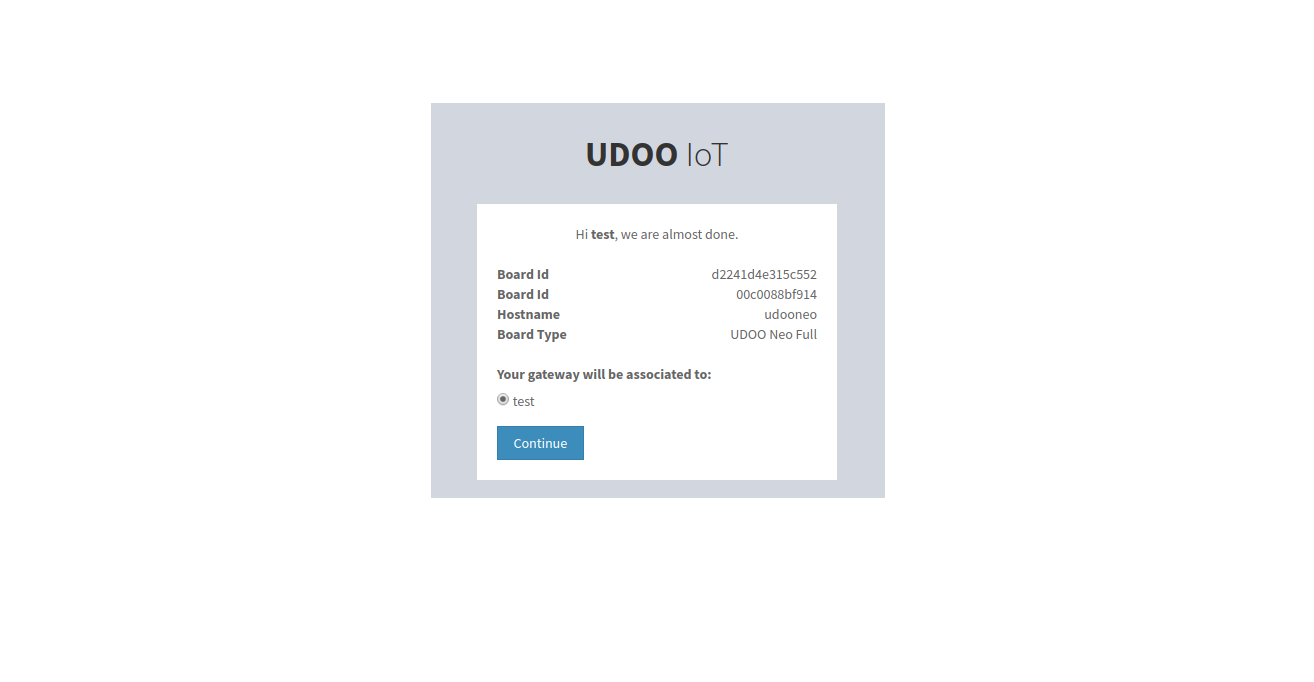 UDOO IoT
Hi test, we are almost done.
Board Id d2241d4e315c552
Board Id 00c0088bf914
Hostname udooneo
Board Type UDOO Neo Full
Your gateway will be associated to:
test
Continue